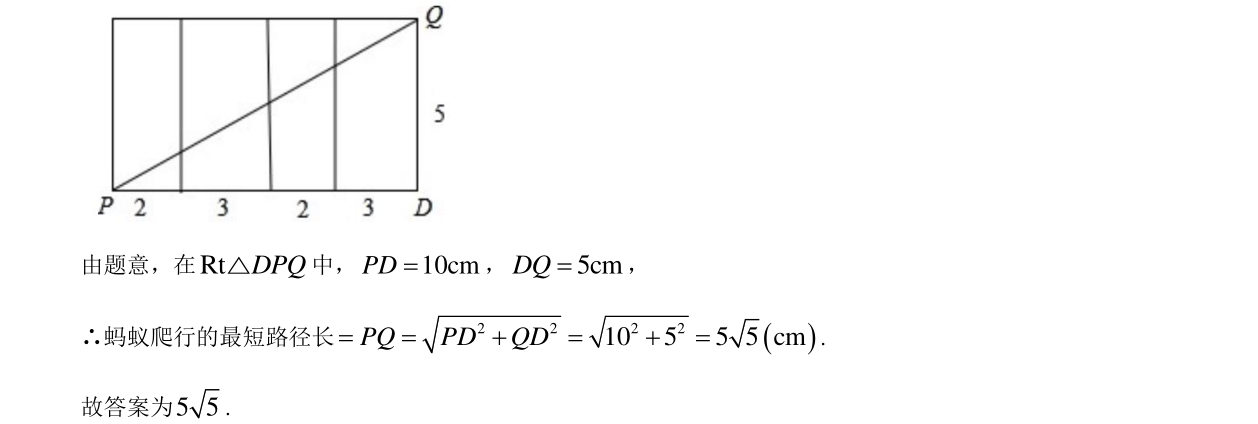 Q
5
P 2 3 2 3 D
由题意，在Rt△DPQ中，PD=10cm，DQ=5cm，
∴蚂蚁爬行的最短路径长=PQ=√(PD²+QD²)=√(10²+5²)=5√5(cm).
故答案为5√5.